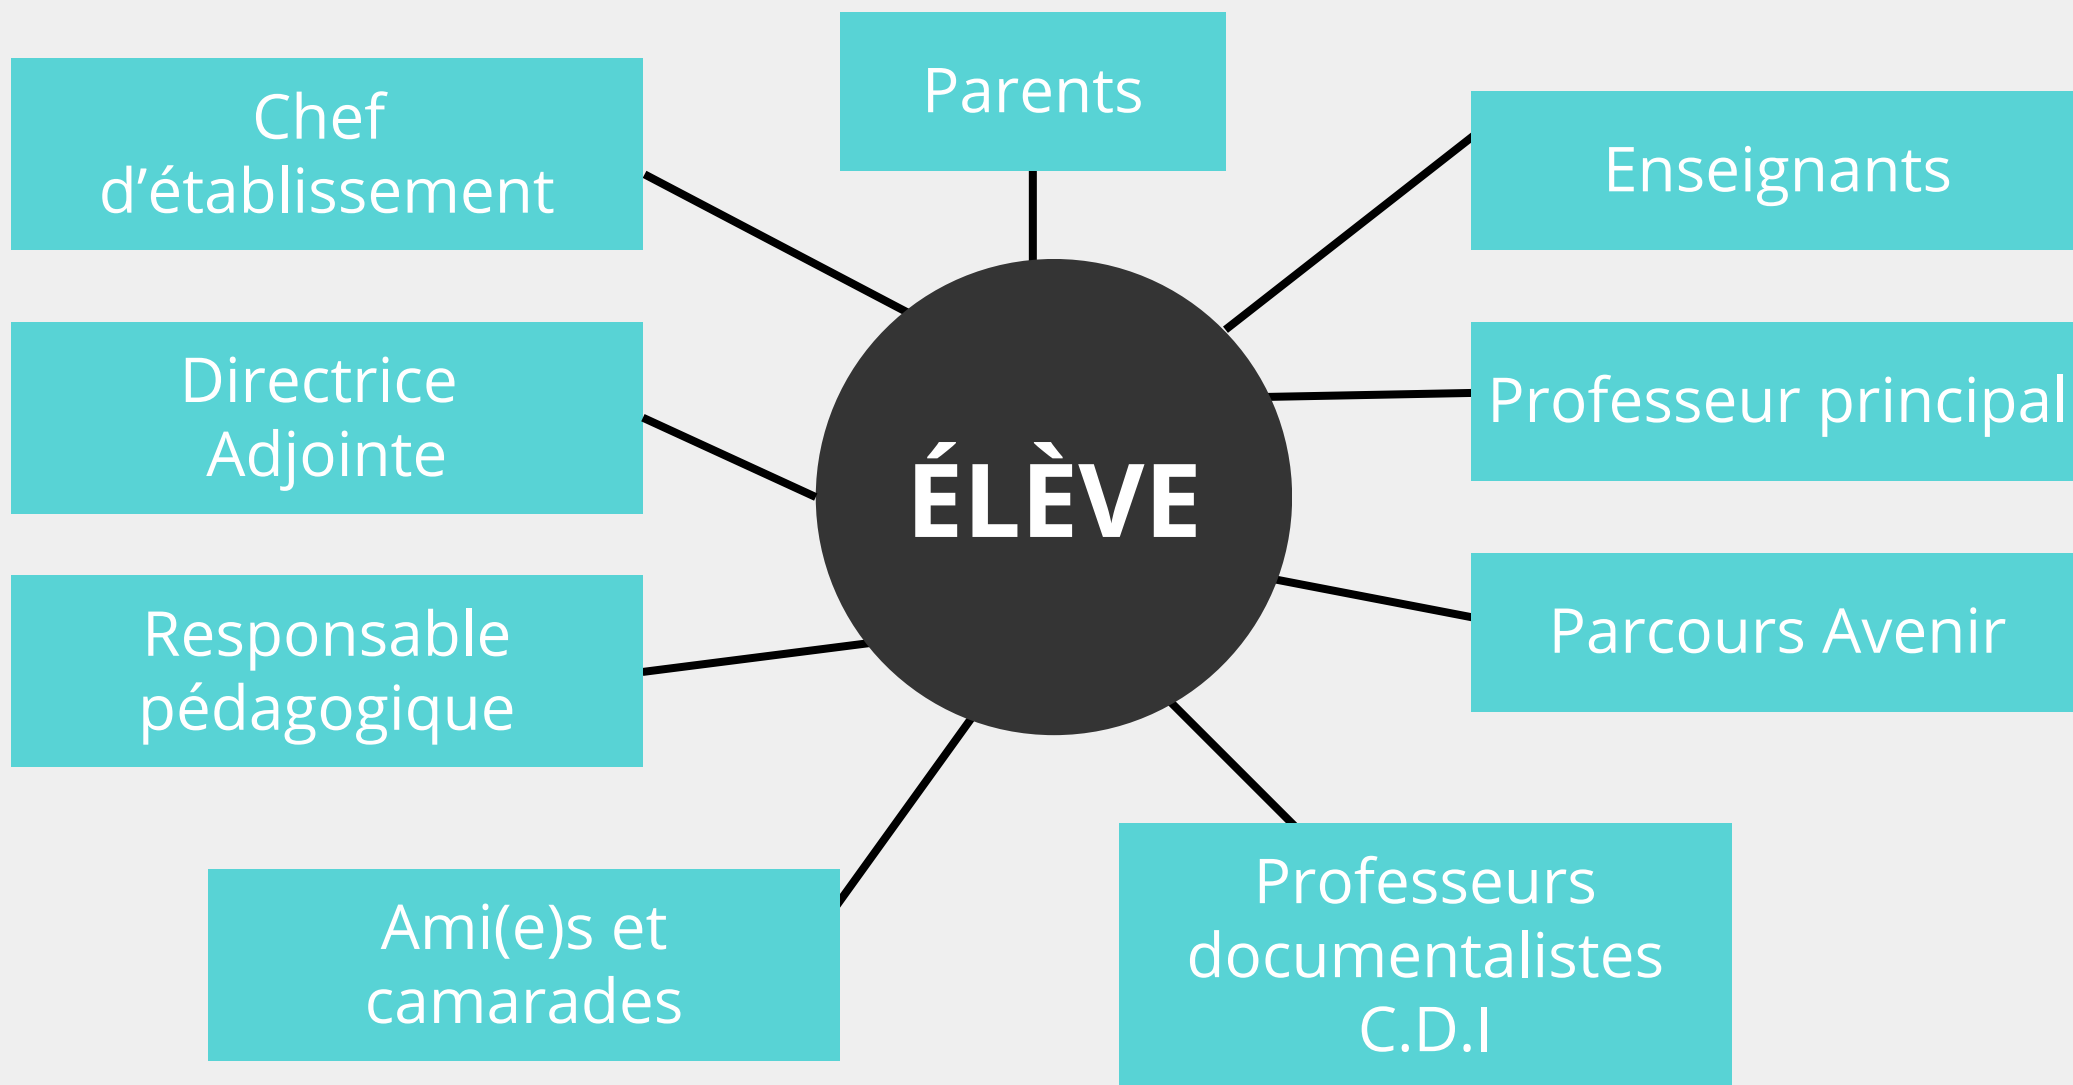 Parents
Chef
d’établissement
Enseignants
Directrice
Adjointe
Professeur principal
ÉLÈVE
Responsable
pédagogique
Parcours Avenir
Ami(e)s et
camarades
Professeurs
documentalistes
C.D.I